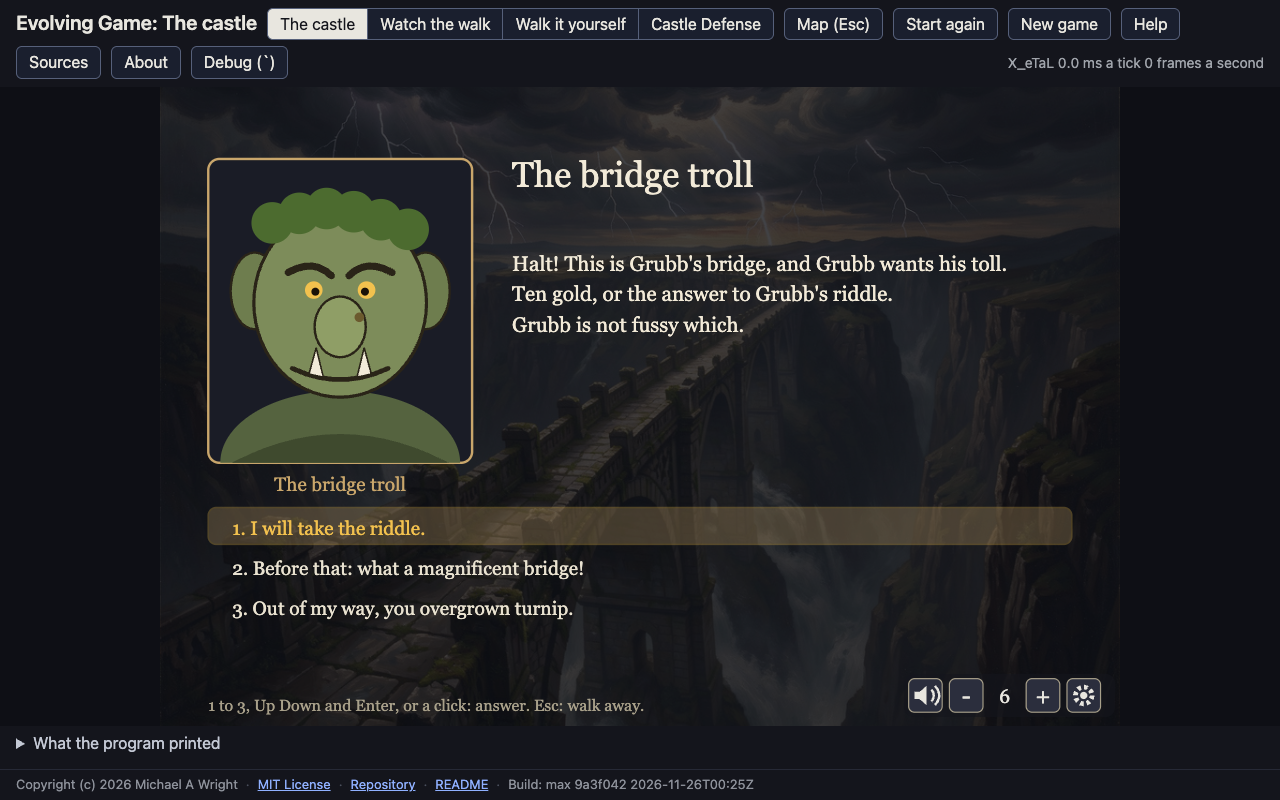 Evolving Game: The castle
The castle
Watch the walk
Walk it yourself
Castle Defense
Map (Esc)
Start again
New game
Help
Sources
About
Debug (`)
X_eTaL 0.0 ms a tick 0 frames a second
The bridge troll
Halt! This is Grubb's bridge, and Grubb wants his toll.
Ten gold, or the answer to Grubb's riddle.
Grubb is not fussy which.
The bridge troll
1. I will take the riddle.
2. Before that: what a magnificent bridge!
3. Out of my way, you overgrown turnip.
1 to 3, Up Down and Enter, or a click: answer. Esc: walk away.
- 6 +
What the program printed
Copyright (c) 2026 Michael A Wright · MIT License · Repository · README · Build: max 9a3f042 2026-11-26T00:25Z